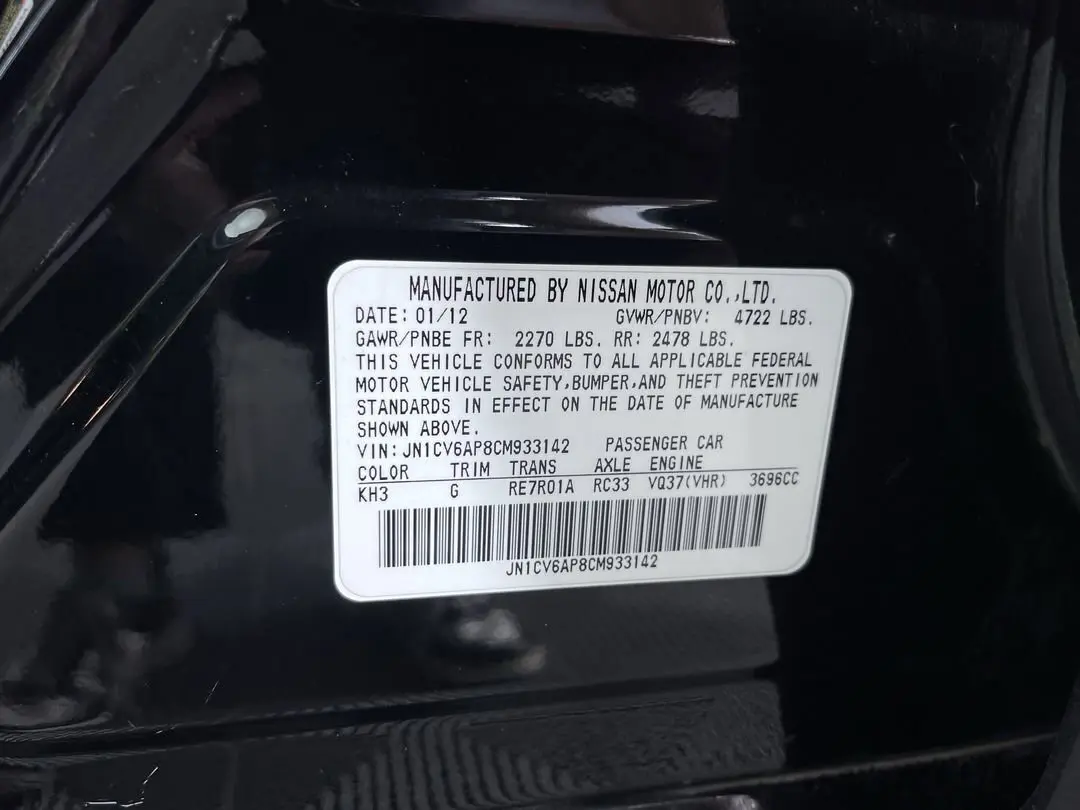 MANUFACTURED BY NISSAN MOTOR CO.,LTD.
DATE: 01/12 GVWR/PNBV: 4722 LBS.
GAWR/PNBE FR: 2270 LBS. RR: 2478 LBS.
THIS VEHICLE CONFORMS TO ALL APPLICABLE FEDERAL
MOTOR VEHICLE SAFETY,BUMPER,AND THEFT PREVENTION
STANDARDS IN EFFECT ON THE DATE OF MANUFACTURE
SHOWN ABOVE.
VIN: JN1CV6AP8CM933142 PASSENGER CAR
COLOR TRIM TRANS AXLE ENGINE
KH3 G RE7R01A RC33 VQ37(VHR) 3696CC
JN1CV6AP8CM933142